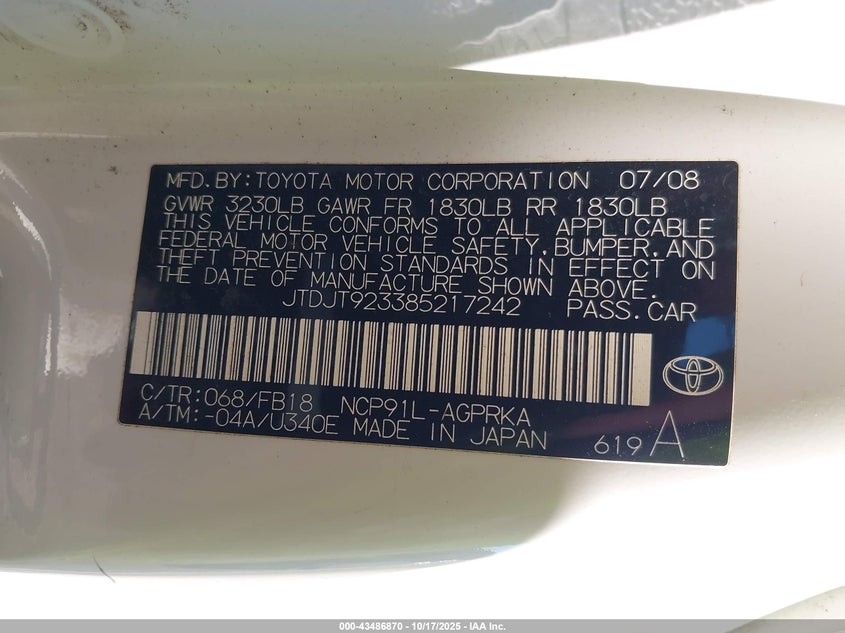 MFD.BY:TOYOTA MOTOR CORPORATION 07/08
GVWR 3230LB GAWR FR 1830LB RR 1830LB
THIS VEHICLE CONFORMS TO ALL APPLICABLE
FEDERAL MOTOR VEHICLE SAFETY, BUMPER, AND
THEFT PREVENTION STANDARDS IN EFFECT ON
THE DATE OF MANUFACTURE SHOWN ABOVE.
JTDJT923385217242 PASS.CAR
C/TR:068/FB18 NCP91L-AGPRKA
A/TM:-04A/U340E MADE IN JAPAN 619 A
000-43486870 - 10/17/2025 - IAA Inc.